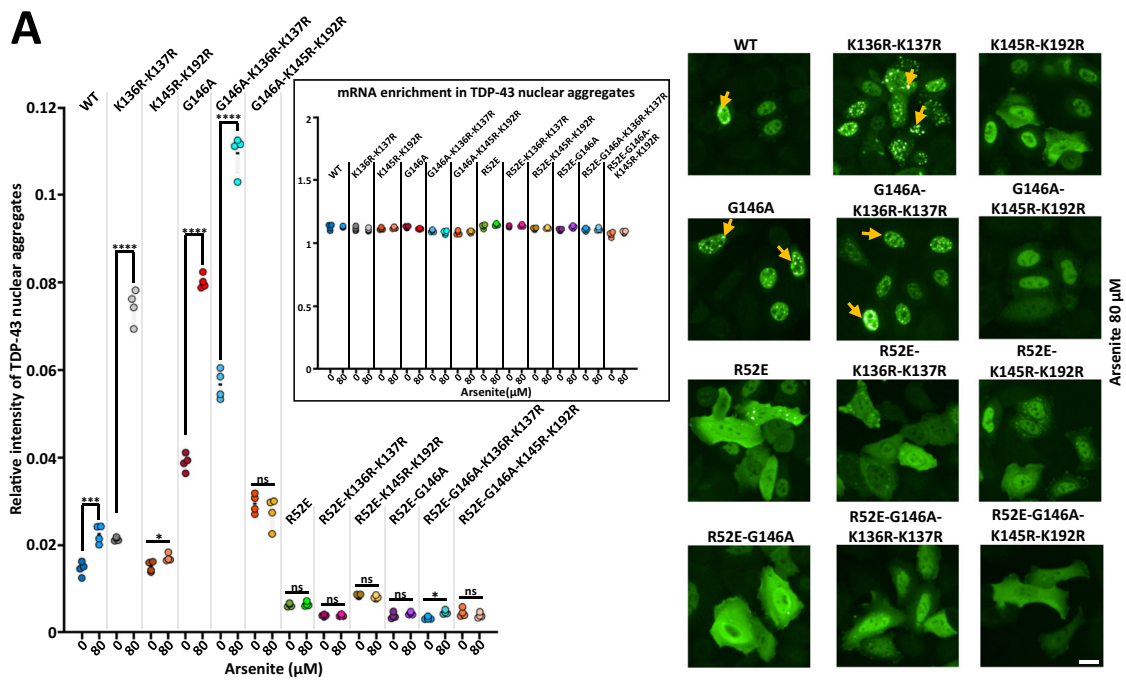 A
Relative intensity of TDP-43 nuclear aggregates
0.12
0.1
0.08
0.06
0.04
0.02
0
WT
K136R-K137R
K145R-K192R
G146A
G146A-K136R-K137R
G146A-K145R-K192R
R52E
R52E-K136R-K137R
R52E-K145R-K192R
R52E-G146A
R52E-G146A-K136R-K137R
R52E-G146A-K145R-K192R
***
****
*
****
****
ns
ns
ns
ns
ns
*
ns
0 80 0 80 0 80 0 80 0 80 0 80 0 80 0 80 0 80 0 80 0 80 0 80
Arsenite (µM)
mRNA enrichment in TDP-43 nuclear aggregates
2
1.5
1
0.5
0
WT
K136R-K137R
K145R-K192R
G146A
G146A-K136R-K137R
G146A-K145R-K192R
R52E
R52E-K136R-K137R
R52E-K145R-K192R
R52E-G146A
R52E-G146A-K136R-K137R
R52E-G146A-
K145R-K192R
0 80 0 80 0 80 0 80 0 80 0 80 0 80 0 80 0 80 0 80 0 80 0 80
Arsenite(µM)
WT
K136R-K137R
K145R-K192R
G146A
G146A-
K136R-K137R
G146A-
K145R-K192R
R52E
R52E-
K136R-K137R
R52E-
K145R-K192R
R52E-G146A
R52E-G146A-
K136R-K137R
R52E-G146A-
K145R-K192R
Arsenite 80 µM